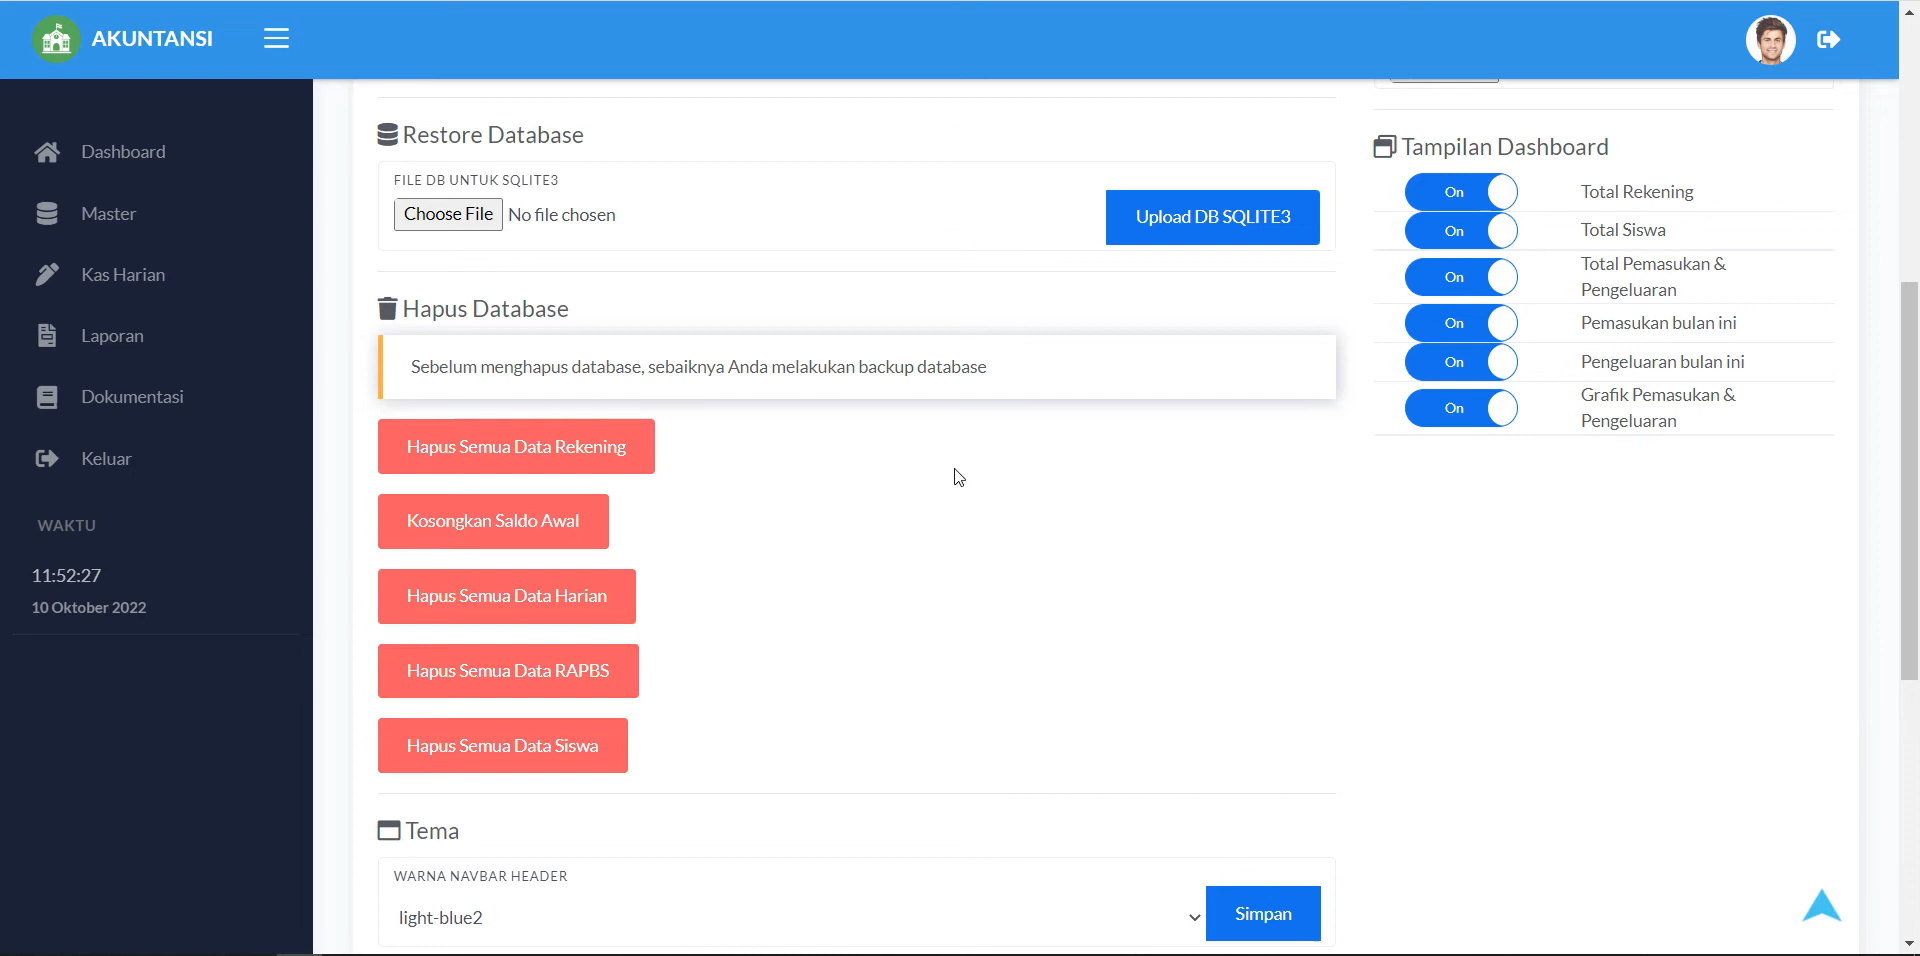 AKUNTANSI
Dashboard
Master
Kas Harian
Laporan
Dokumentasi
Keluar
WAKTU
11:52:27
10 Oktober 2022
Restore Database
FILE DB UNTUK SQLITE3
Choose File No file chosen
Upload DB SQLITE3
Hapus Database
Sebelum menghapus database, sebaiknya Anda melakukan backup database
Hapus Semua Data Rekening
Kosongkan Saldo Awal
Hapus Semua Data Harian
Hapus Semua Data RAPBS
Hapus Semua Data Siswa
Tema
WARNA NAVBAR HEADER
light-blue2
Simpan
Tampilan Dashboard
On Total Rekening
On Total Siswa
On Total Pemasukan &
Pengeluaran
On Pemasukan bulan ini
On Pengeluaran bulan ini
On Grafik Pemasukan &
Pengeluaran